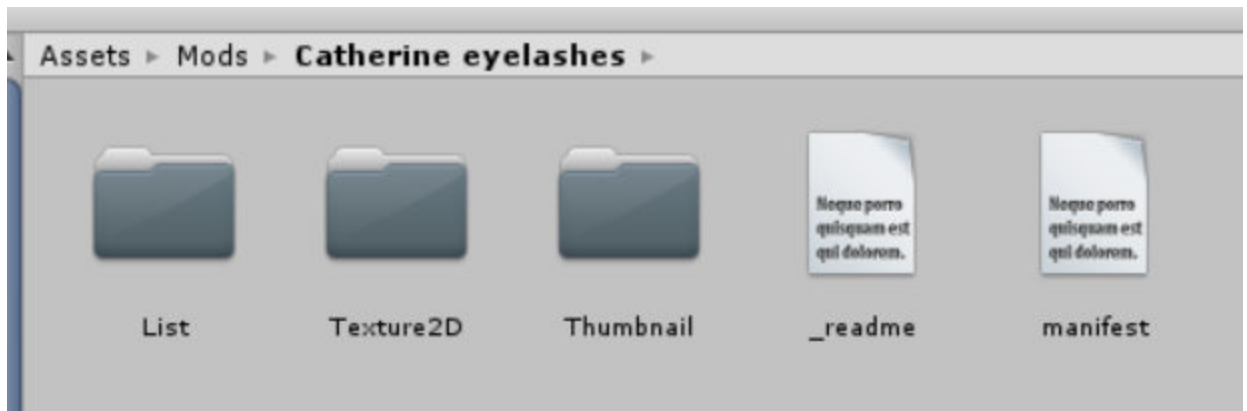 Assets ▸ Mods ▸ Catherine eyelashes ▸
Neque porro
quisquam est
qui dolorem.
Neque porro
quisquam est
qui dolorem.
List
Texture2D
Thumbnail
_readme
manifest